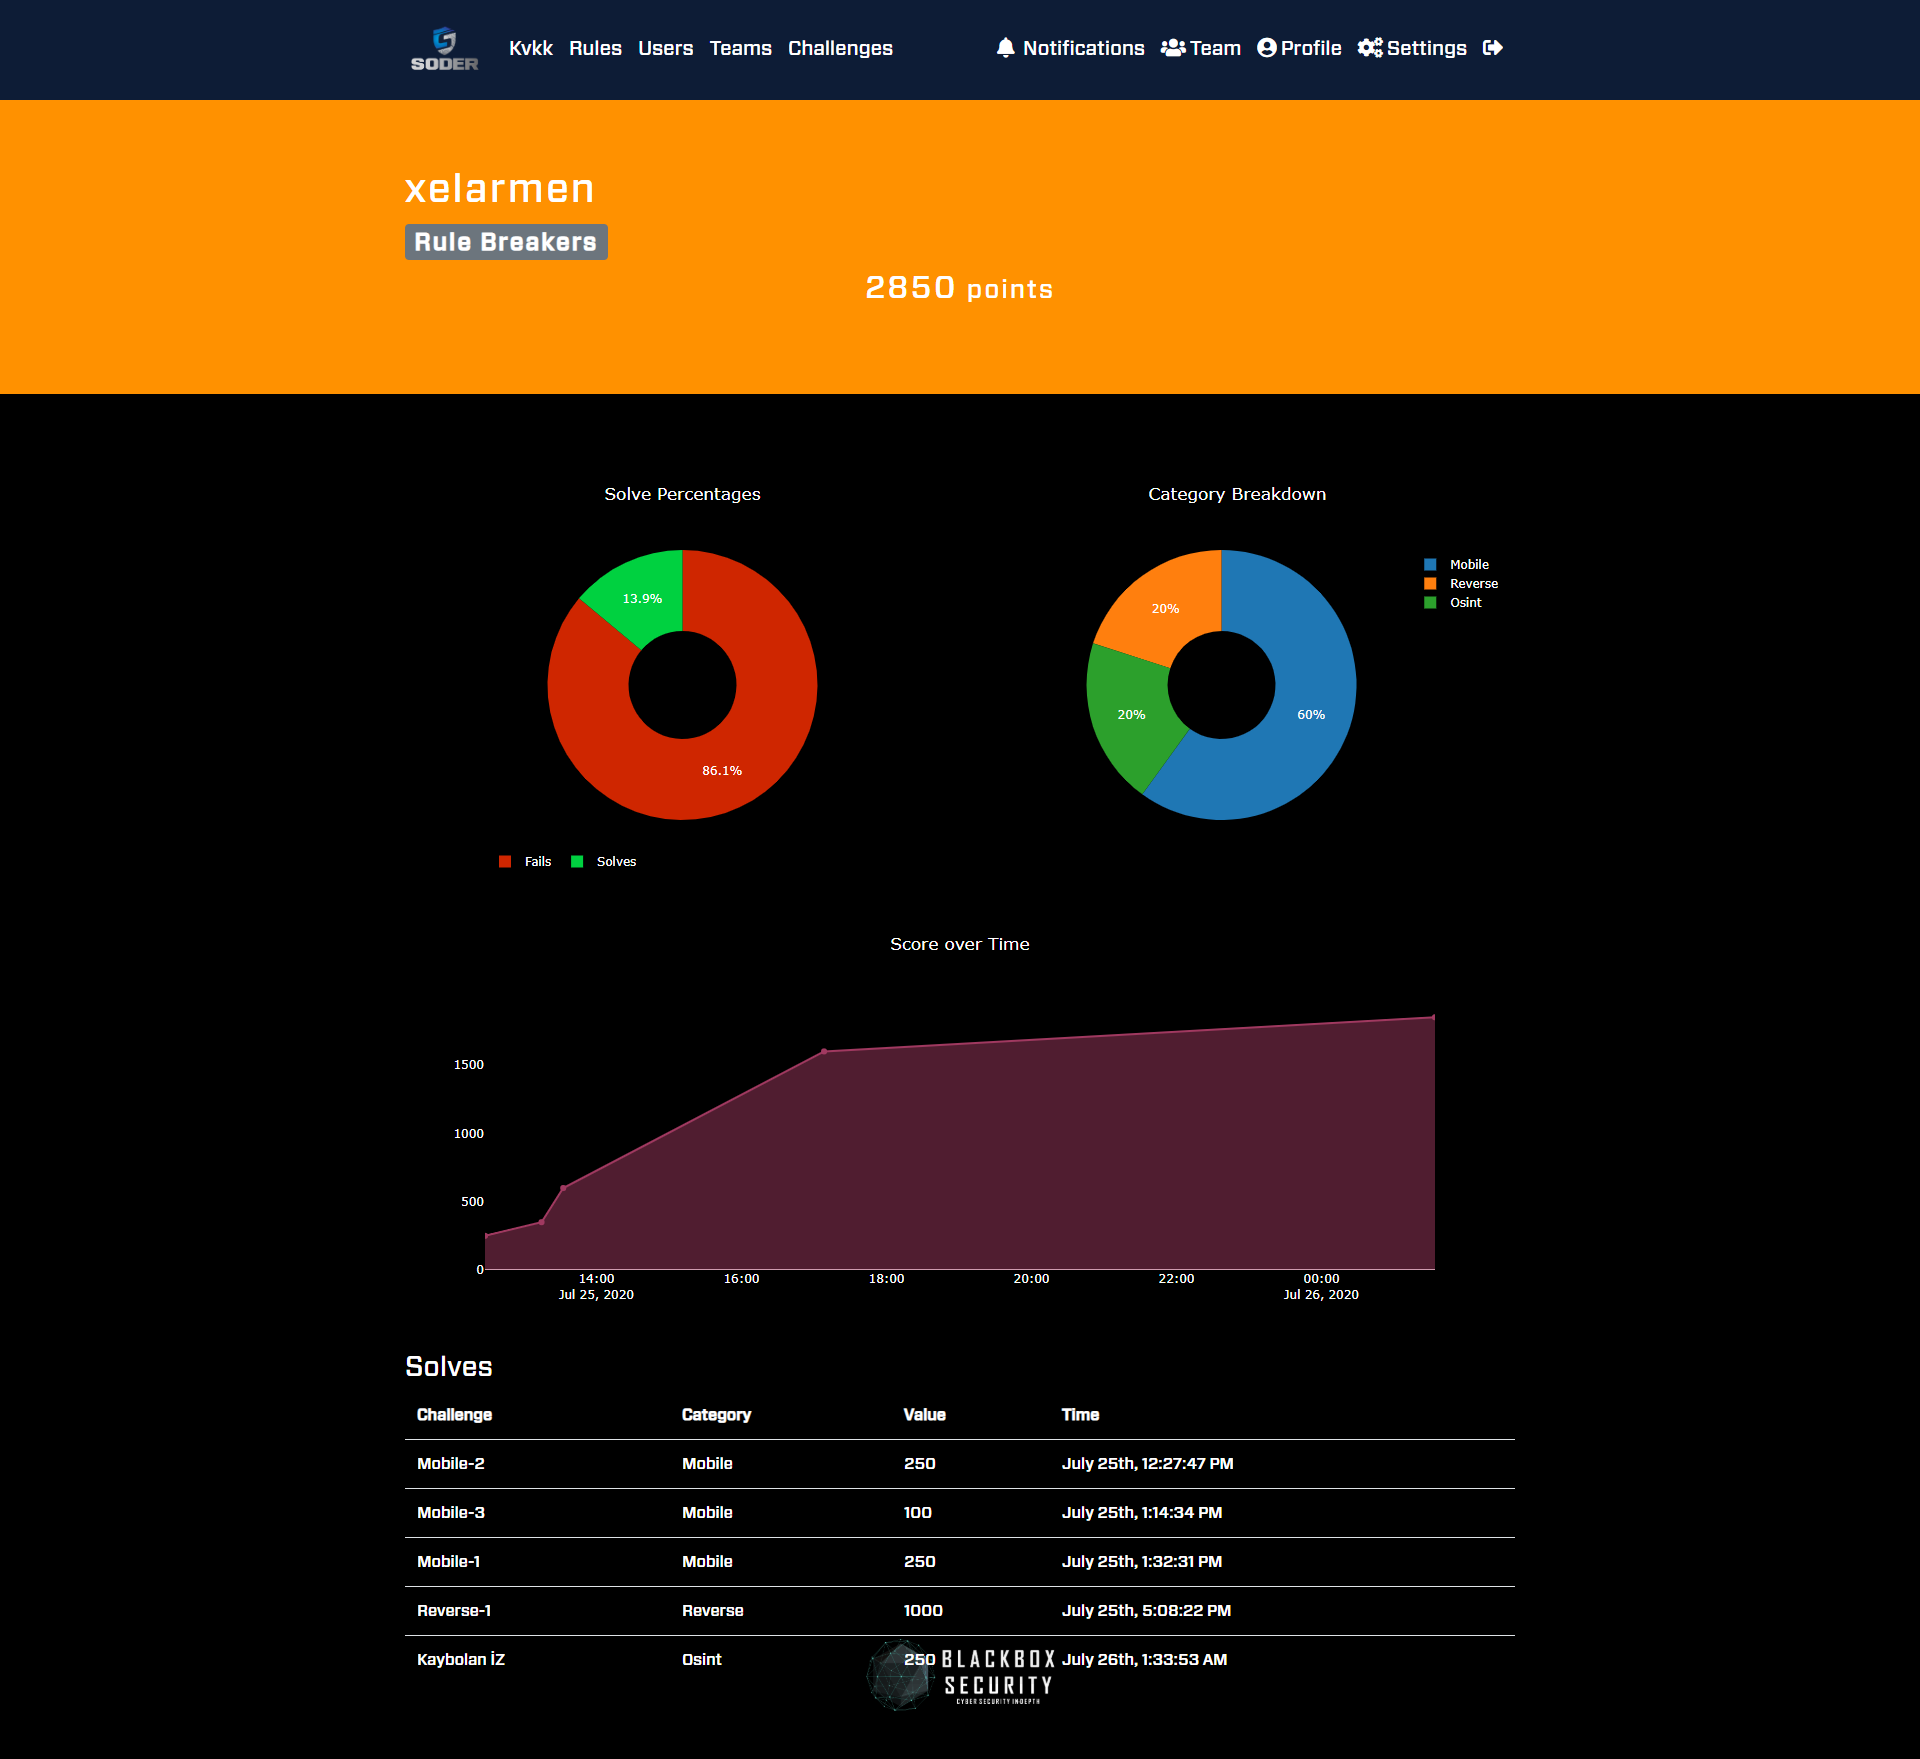 SODER
Kvkk Rules Users Teams Challenges Notifications Team Profile Settings
xelarmen
Rule Breakers
2850 points
Solve Percentages
13.9%
86.1%
Fails Solves
Category Breakdown
20%
20%
60%
Mobile
Reverse
Osint
Score over Time
1500
1000
500
0
14:00 16:00 18:00 20:00 22:00 00:00
Jul 25, 2020 Jul 26, 2020
Solves
Challenge Category Value Time
Mobile-2 Mobile 250 July 25th, 12:27:47 PM
Mobile-3 Mobile 100 July 25th, 1:14:34 PM
Mobile-1 Mobile 250 July 25th, 1:32:31 PM
Reverse-1 Reverse 1000 July 25th, 5:08:22 PM
Kaybolan İZ Osint 250 July 26th, 1:33:53 AM
BLACKBOX
SECURITY
CYBER SECURITY INDEPTH